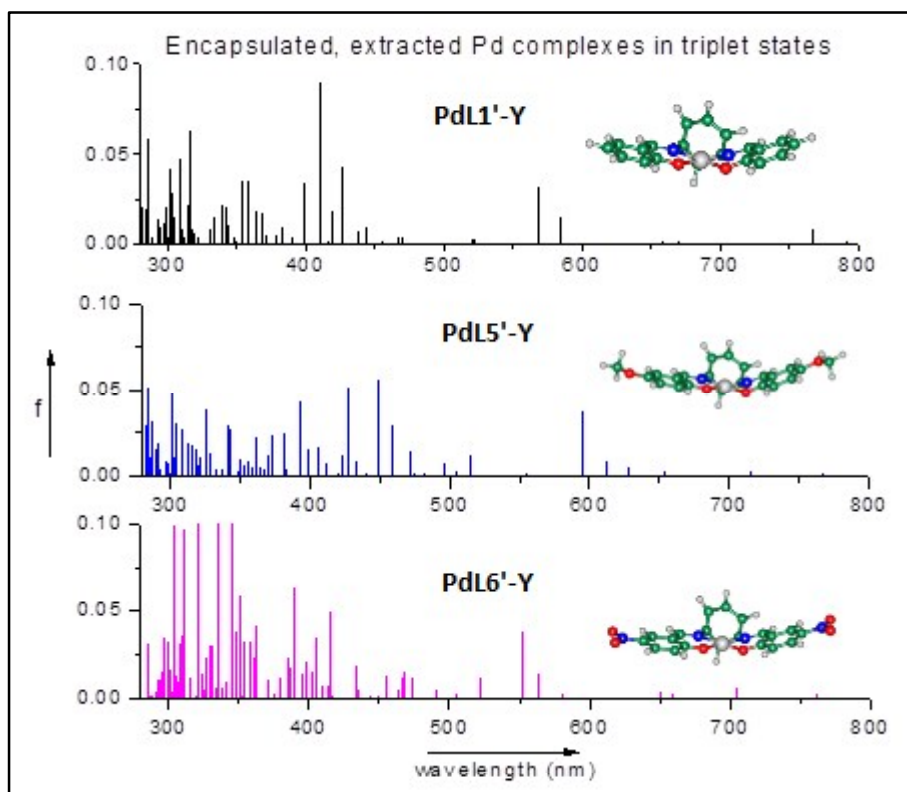 Encapsulated, extracted Pd complexes in triplet states
0.10
PdL1'-Y
0.05
0.00
300 400 500 600 700 800
0.10
PdL5'-Y
0.05
0.00
300 400 500 600 700 800
f
0.10
PdL6'-Y
0.05
0.00
300 400 500 600 700 800
wavelength (nm)